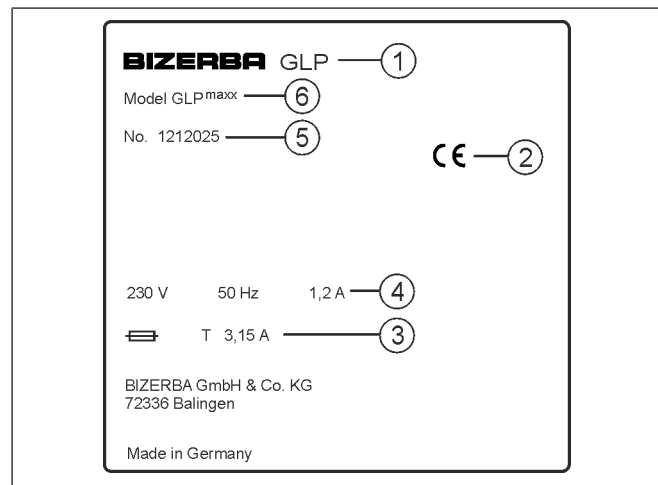 BIZERBA GLP 1
Model GLPmaxx 6
No. 1212025 5
CE 2
230 V 50 Hz 1,2 A 4
T 3,15 A 3
BIZERBA GmbH & Co. KG
72336 Balingen
Made in Germany